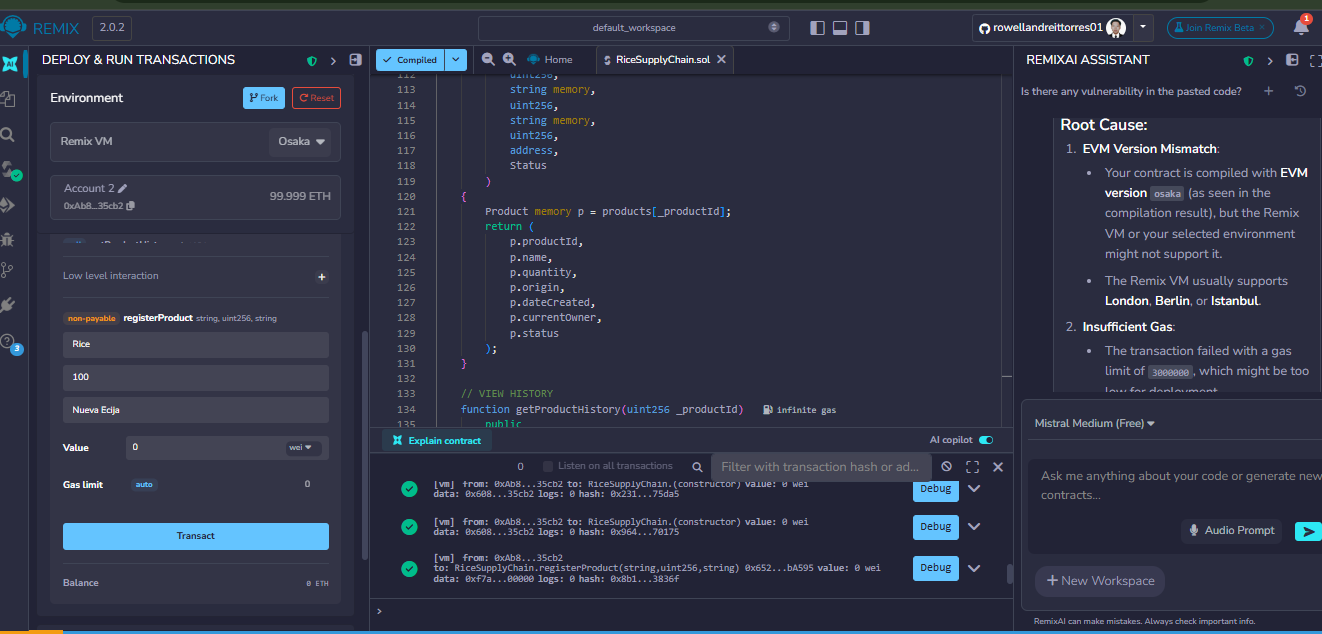 REMIX
2.0.2
default_workspace
rowellandreittorres01
Join Remix Beta
1
DEPLOY & RUN TRANSACTIONS
Environment
Fork
Reset
Remix VM
Osaka
Account 2
0xAb8...35cb2
99.999 ETH
Low level interaction
non-payable registerProduct string, uint256, string
Rice
100
Nueva Ecija
Value
0
wei
Gas limit
auto
0
Transact
Balance
0 ETH
3
Compiled
Home
RiceSupplyChain.sol
112 uint256,
113 string memory,
114 uint256,
115 string memory,
116 uint256,
117 address,
118 Status
119 )
120 {
121 Product memory p = products[_productId];
122 return (
123 p.productId,
124 p.name,
125 p.quantity,
126 p.origin,
127 p.dateCreated,
128 p.currentOwner,
129 p.status
130 );
131 }
132
133 // VIEW HISTORY
134 function getProductHistory(uint256 _productId) infinite gas
135 public
Explain contract
AI copilot
0
Listen on all transactions
Filter with transaction hash or ad...
[vm] from: 0xAb8...35cb2 to: RiceSupplyChain.(constructor) value: 0 wei
data: 0x608...35cb2 logs: 0 hash: 0x231...75da5
Debug
[vm] from: 0xAb8...35cb2 to: RiceSupplyChain.(constructor) value: 0 wei
data: 0x608...35cb2 logs: 0 hash: 0x964...70175
Debug
[vm] from: 0xAb8...35cb2
to: RiceSupplyChain.registerProduct(string,uint256,string) 0x652...bA595 value: 0 wei
data: 0xf7a...00000 logs: 0 hash: 0x8b1...3836f
Debug
>
REMIXAI ASSISTANT
Is there any vulnerability in the pasted code?
Root Cause:
1. EVM Version Mismatch:
Your contract is compiled with EVM
version osaka (as seen in the
compilation result), but the Remix
VM or your selected environment
might not support it.
The Remix VM usually supports
London, Berlin, or Istanbul.
2. Insufficient Gas:
The transaction failed with a gas
limit of 3000000, which might be too
low for deployment.
Mistral Medium (Free)
Ask me anything about your code or generate new
contracts...
Audio Prompt
+ New Workspace
RemixAI can make mistakes. Always check important info.